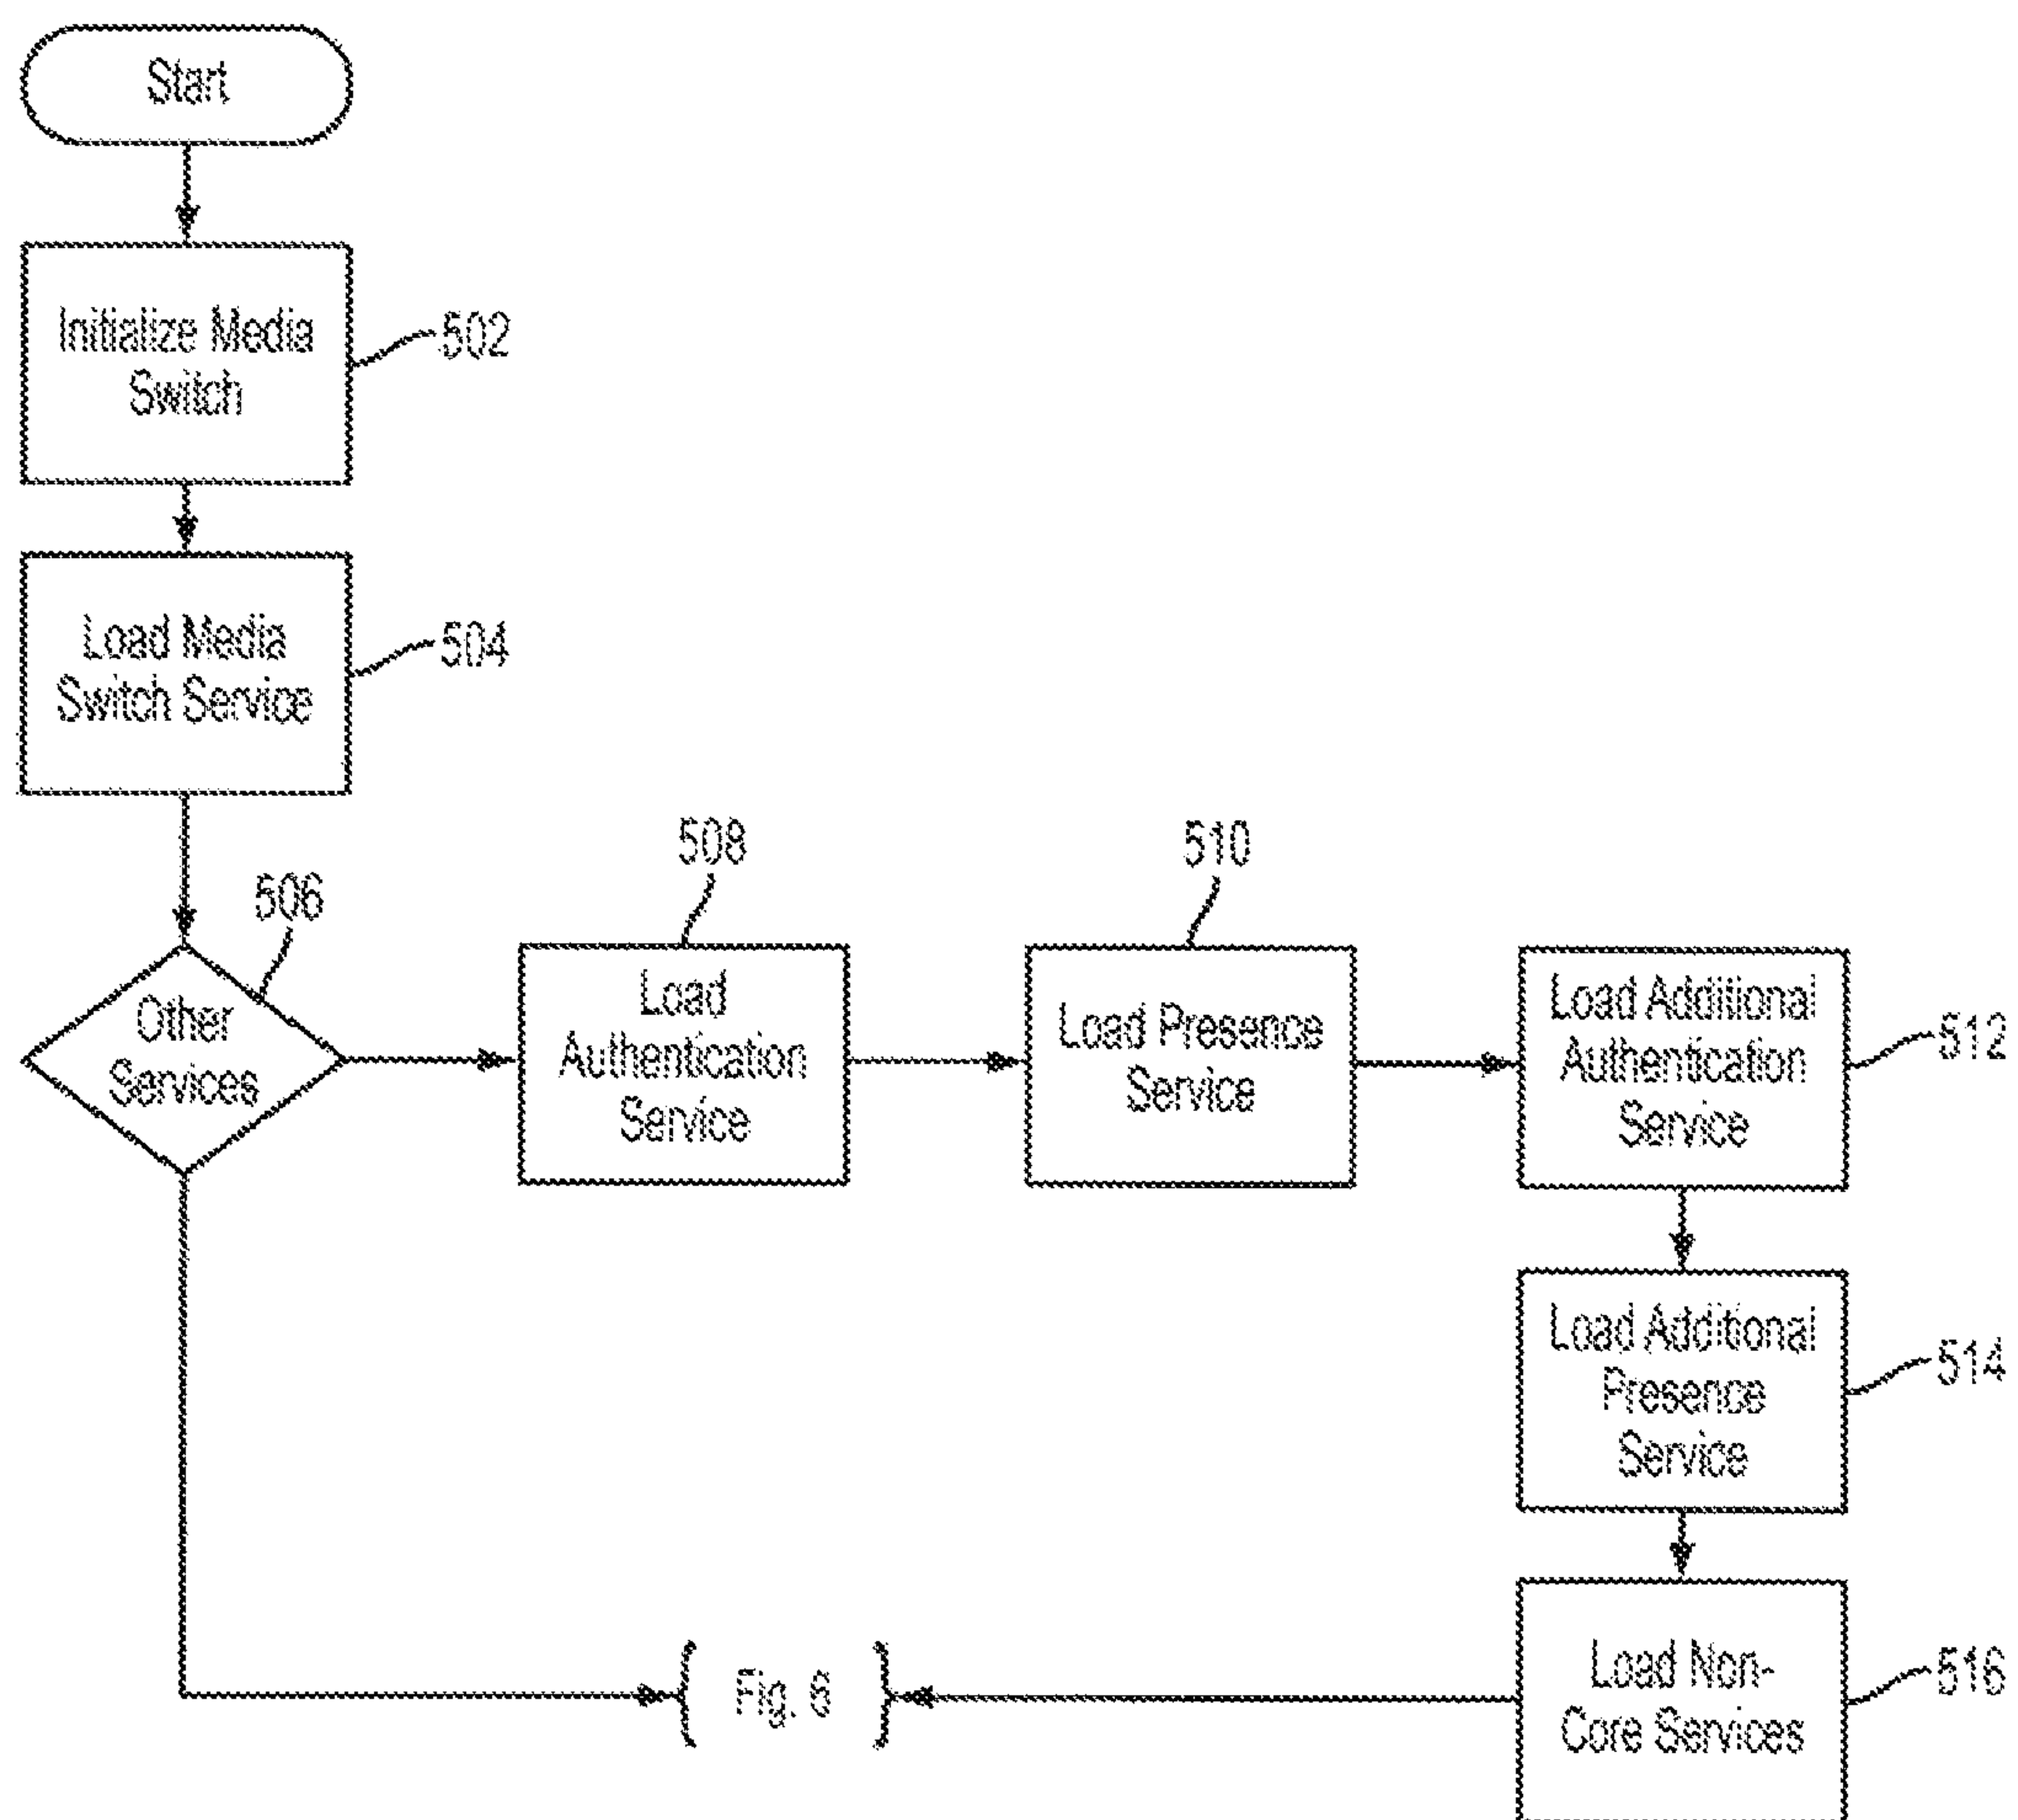 Start
Initialize Media
Switch
502
Load Media
Switch Service
504
506
Other
Services
508
Load
Authentication
Service
510
Load Presence
Service
Load Additional
Authentication
Service
512
Load Additional
Presence
Service
514
Load Non-
Core Services
516
Fig. 6